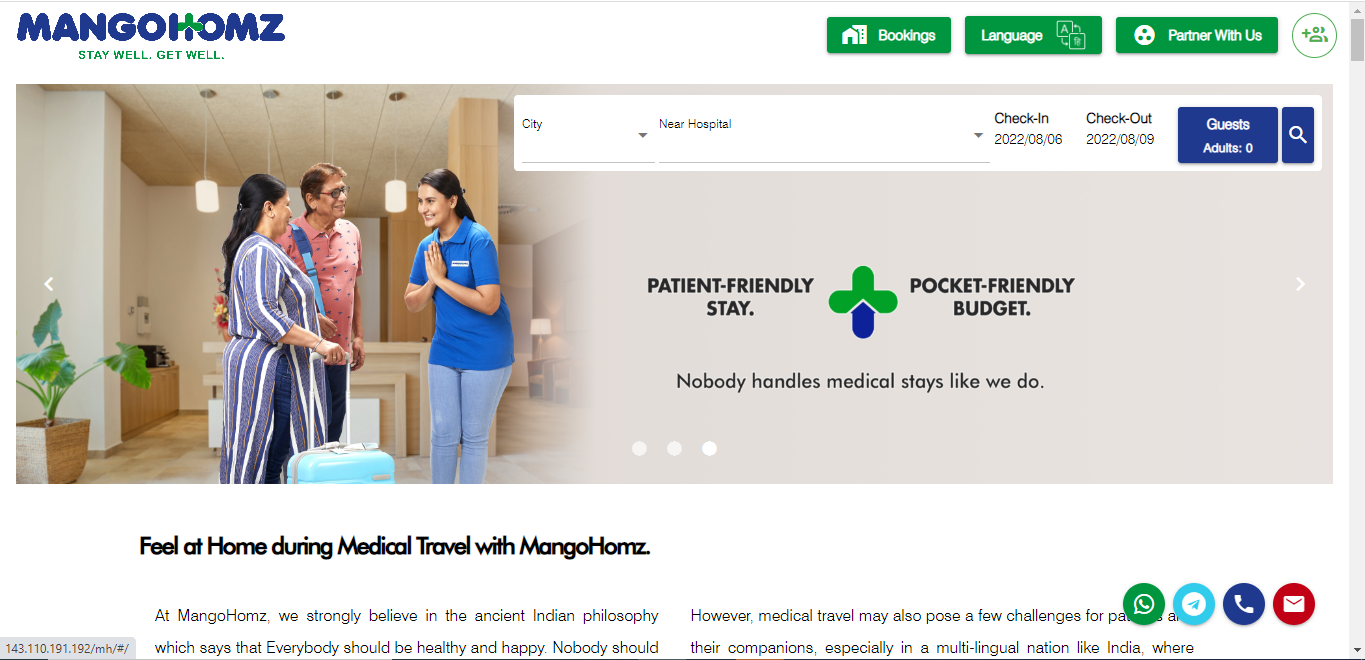 MANGOHOMZ
STAY WELL. GET WELL.
Bookings
Language
Partner With Us
City
Near Hospital
Check-In
2022/08/06
Check-Out
2022/08/09
Guests
Adults: 0
PATIENT-FRIENDLY
STAY.
POCKET-FRIENDLY
BUDGET.
Nobody handles medical stays like we do.
Feel at Home during Medical Travel with MangoHomz.
At MangoHomz, we strongly believe in the ancient Indian philosophy
which says that Everybody should be healthy and happy. Nobody should
However, medical travel may also pose a few challenges for
their companions, especially in a multi-lingual nation like India, where
143.110.191.192/mh/#/